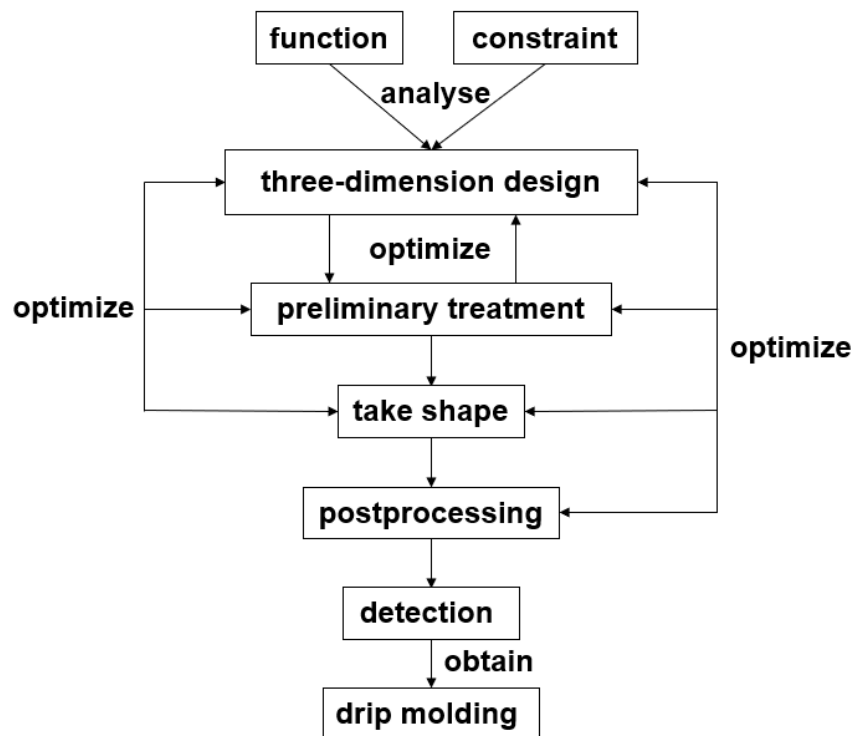 function
constraint
analyse
three-dimension design
optimize
preliminary treatment
optimize
optimize
take shape
postprocessing
detection
obtain
drip molding